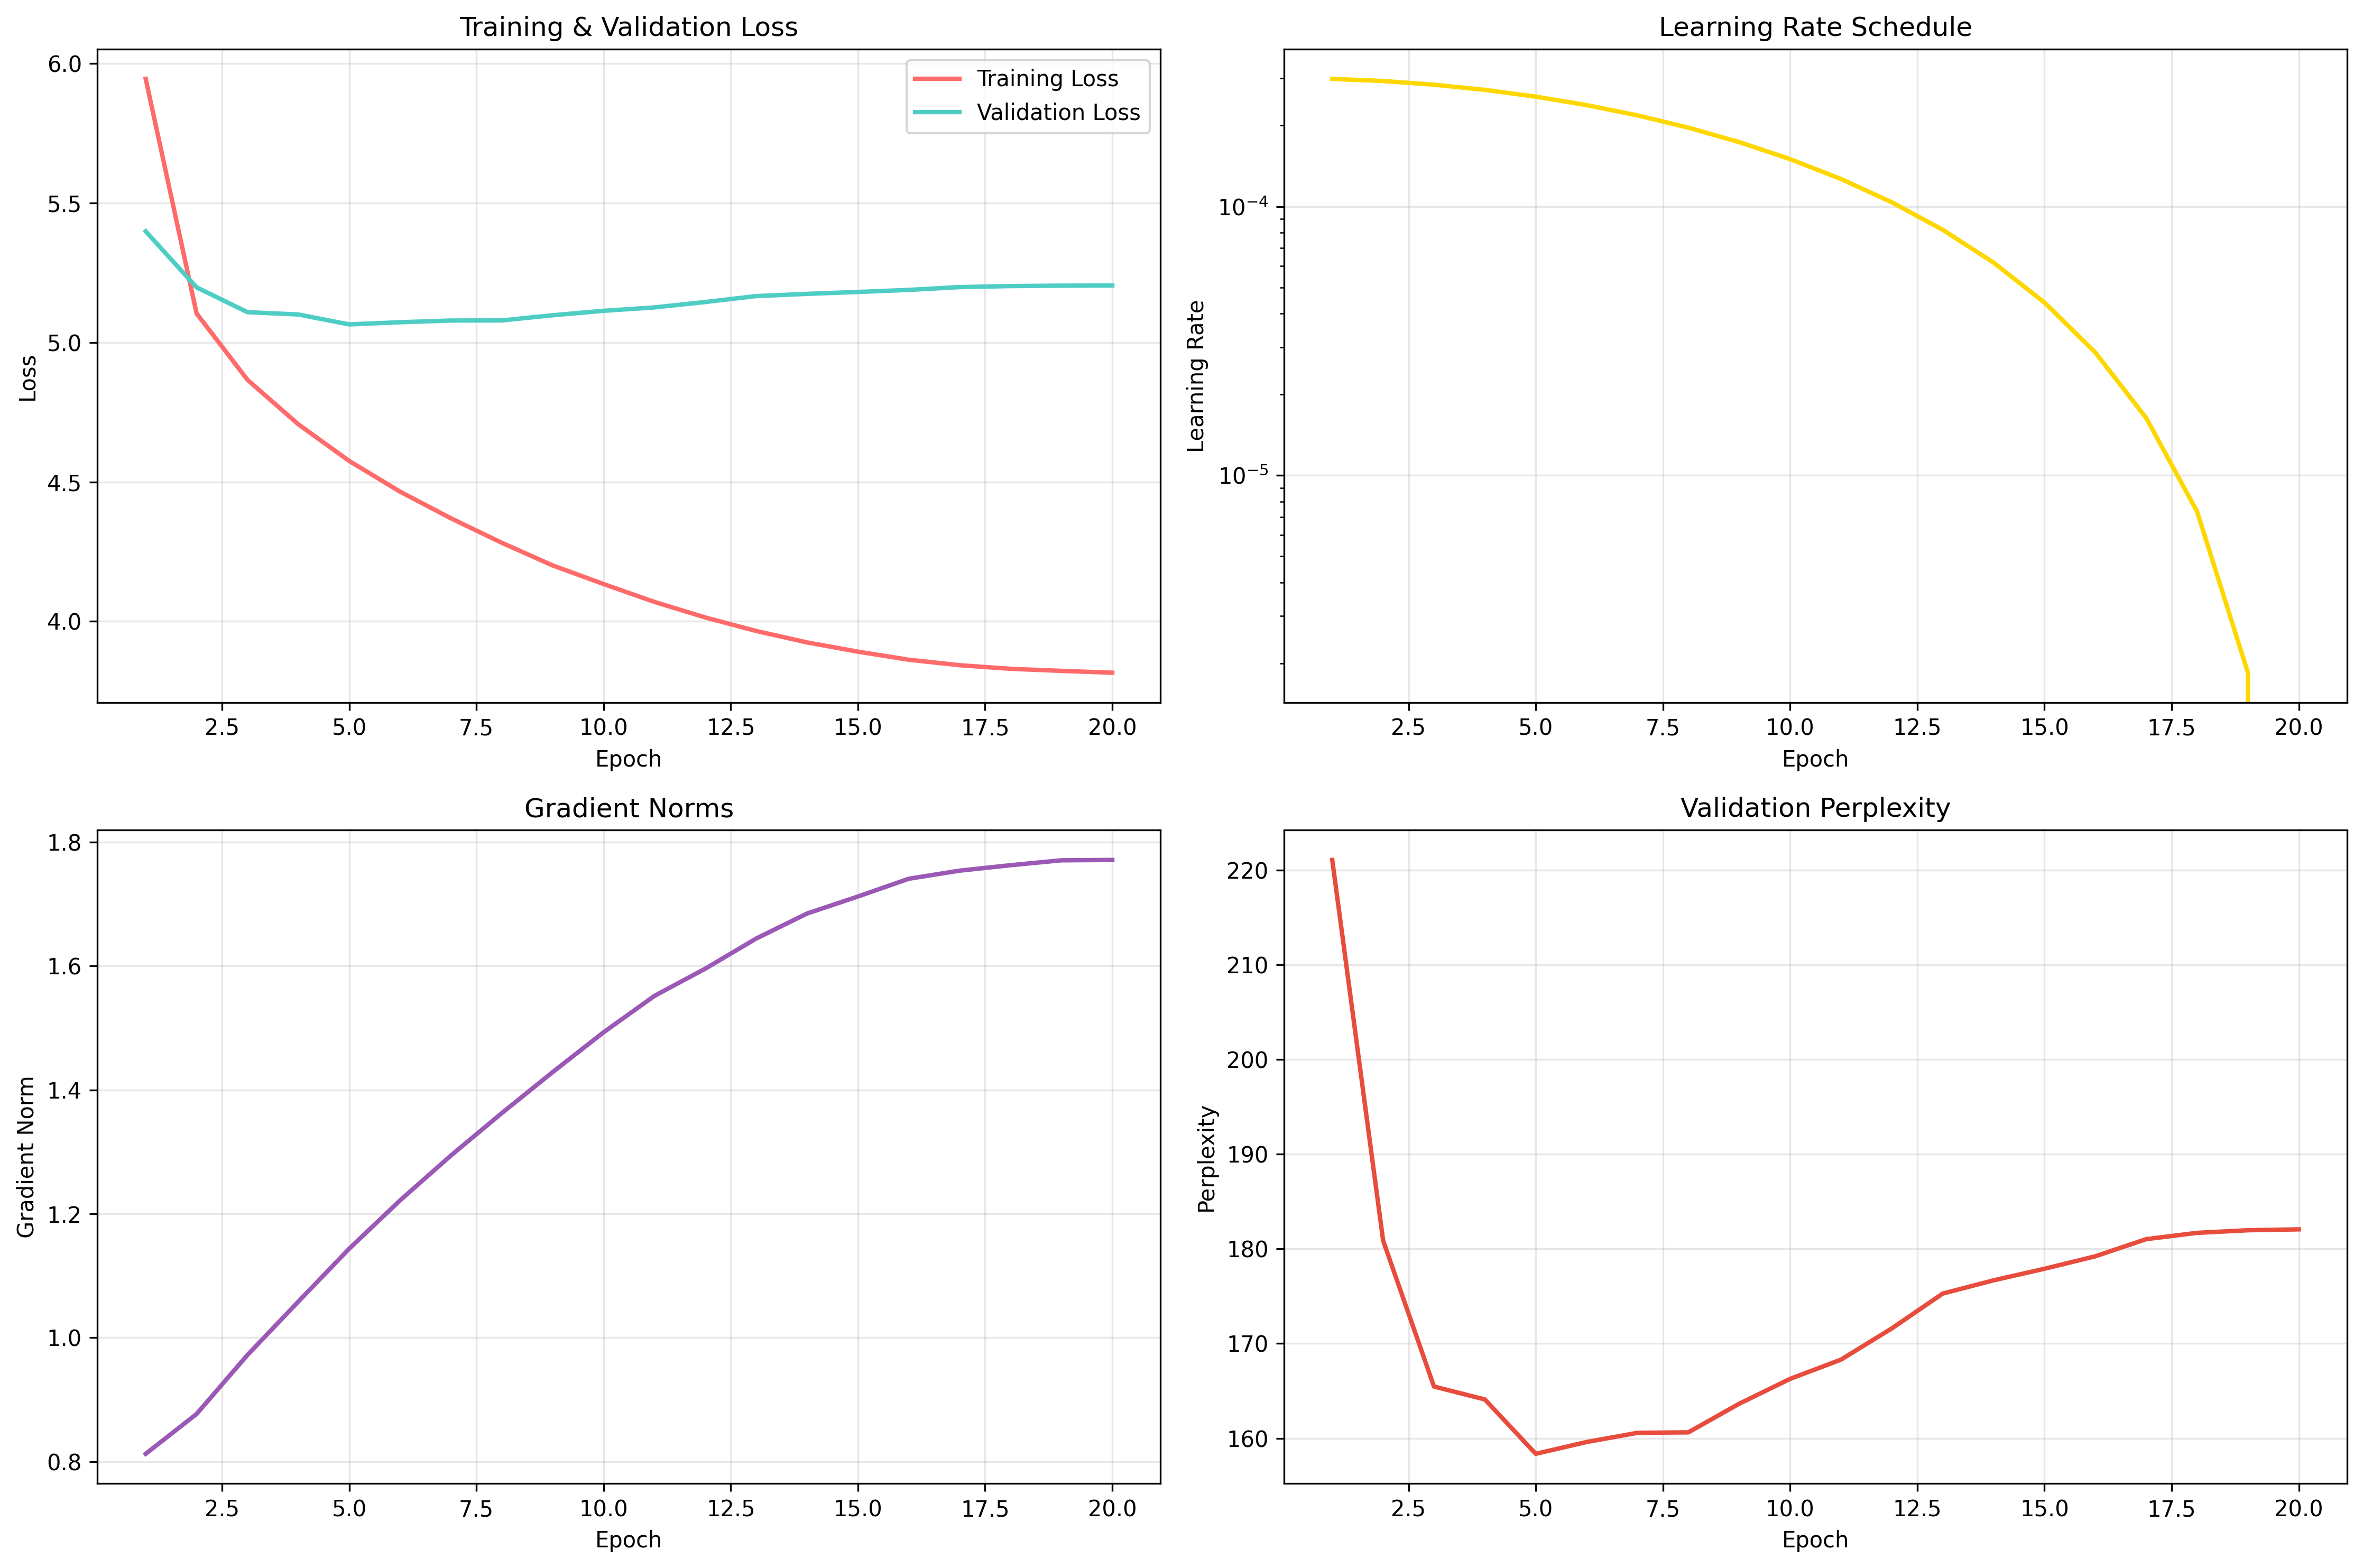 Training & Validation Loss
6.0
5.5
5.0
4.5
4.0
Loss
Training Loss
Validation Loss
2.5 5.0 7.5 10.0 12.5 15.0 17.5 20.0
Epoch
Learning Rate Schedule
10⁻⁴
10⁻⁵
Learning Rate
2.5 5.0 7.5 10.0 12.5 15.0 17.5 20.0
Epoch
Gradient Norms
1.8
1.6
1.4
1.2
1.0
0.8
Gradient Norm
2.5 5.0 7.5 10.0 12.5 15.0 17.5 20.0
Epoch
Validation Perplexity
220
210
200
190
180
170
160
Perplexity
2.5 5.0 7.5 10.0 12.5 15.0 17.5 20.0
Epoch